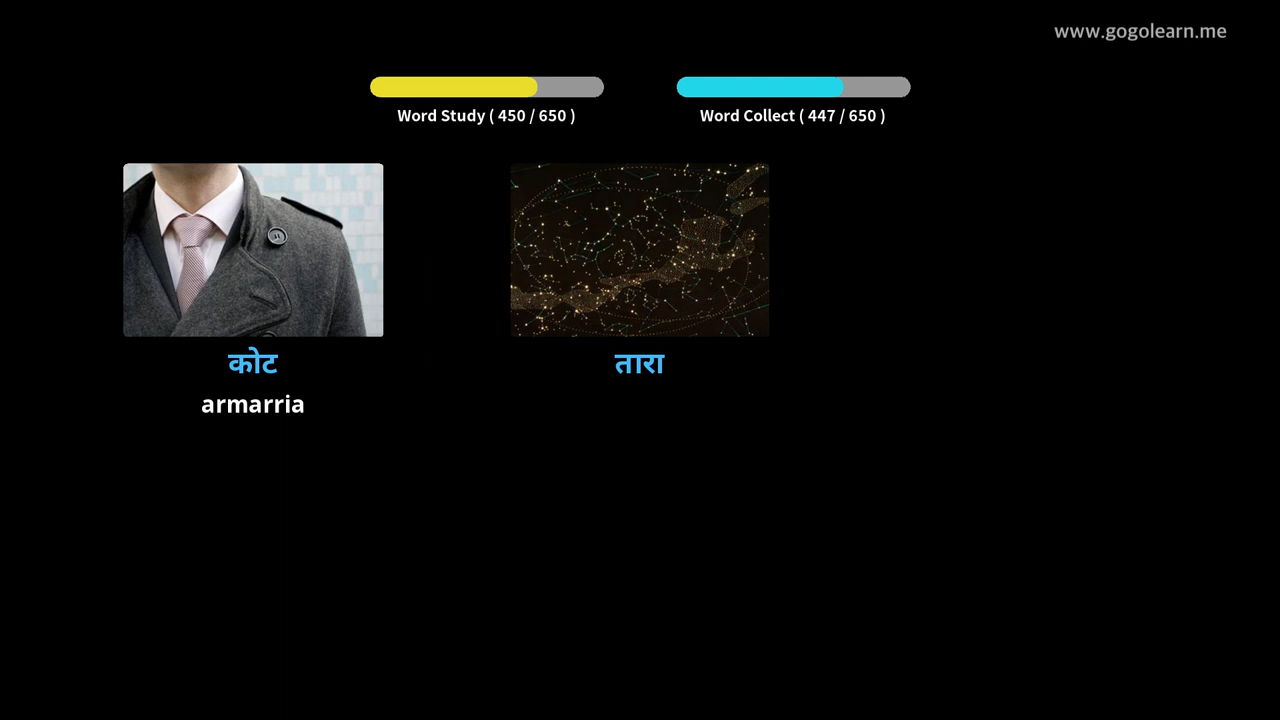 www.gogolearn.me
Word Study ( 450 / 650 )
Word Collect ( 447 / 650 )
कोट
तारा
armarria